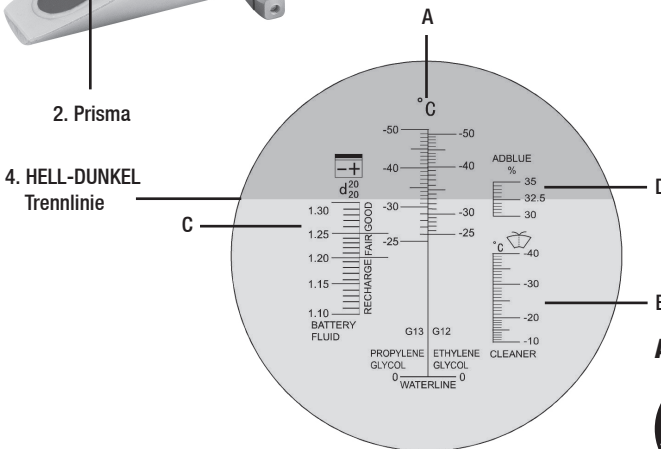 A
2. Prisma
4. HELL-DUNKEL
Trennlinie
C
D
°C
-50
-40
-30
-25
-50
-40
-30
-25
-+
d 20 20
1.30
1.25
1.20
1.15
1.10
RECHARGE FAIR GOOD
BATTERY
FLUID
ADBLUE
%
35
32.5
30
°C
-40
-30
-20
-10
CLEANER
G13 G12
PROPYLENE ETHYLENE
GLYCOL GLYCOL
0 0
WATERLINE